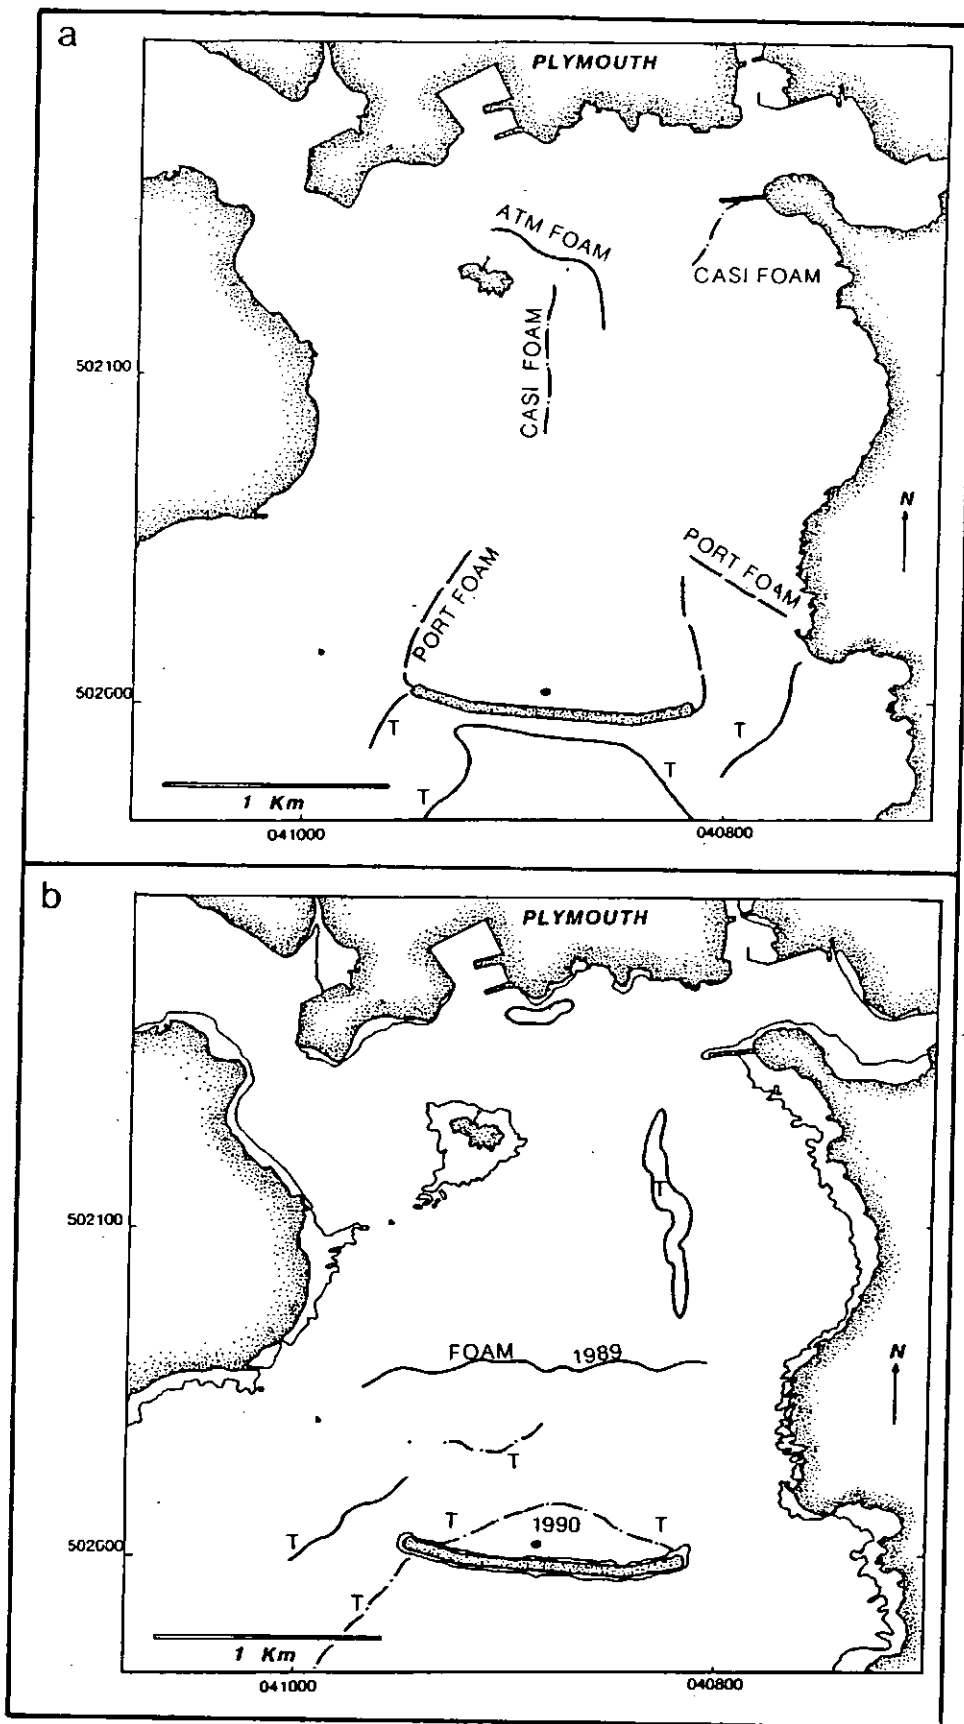 a
PLYMOUTH
ATM FOAM
CASI FOAM
CASI FOAM
502100
N
PORT FOAM
PORT FOAM
502000
T
T
T
T
1 Km
041000
040800
b
PLYMOUTH
T
502100
FOAM 1989
N
T
T
1990
T
T
502000
T
1 Km
041000
040800